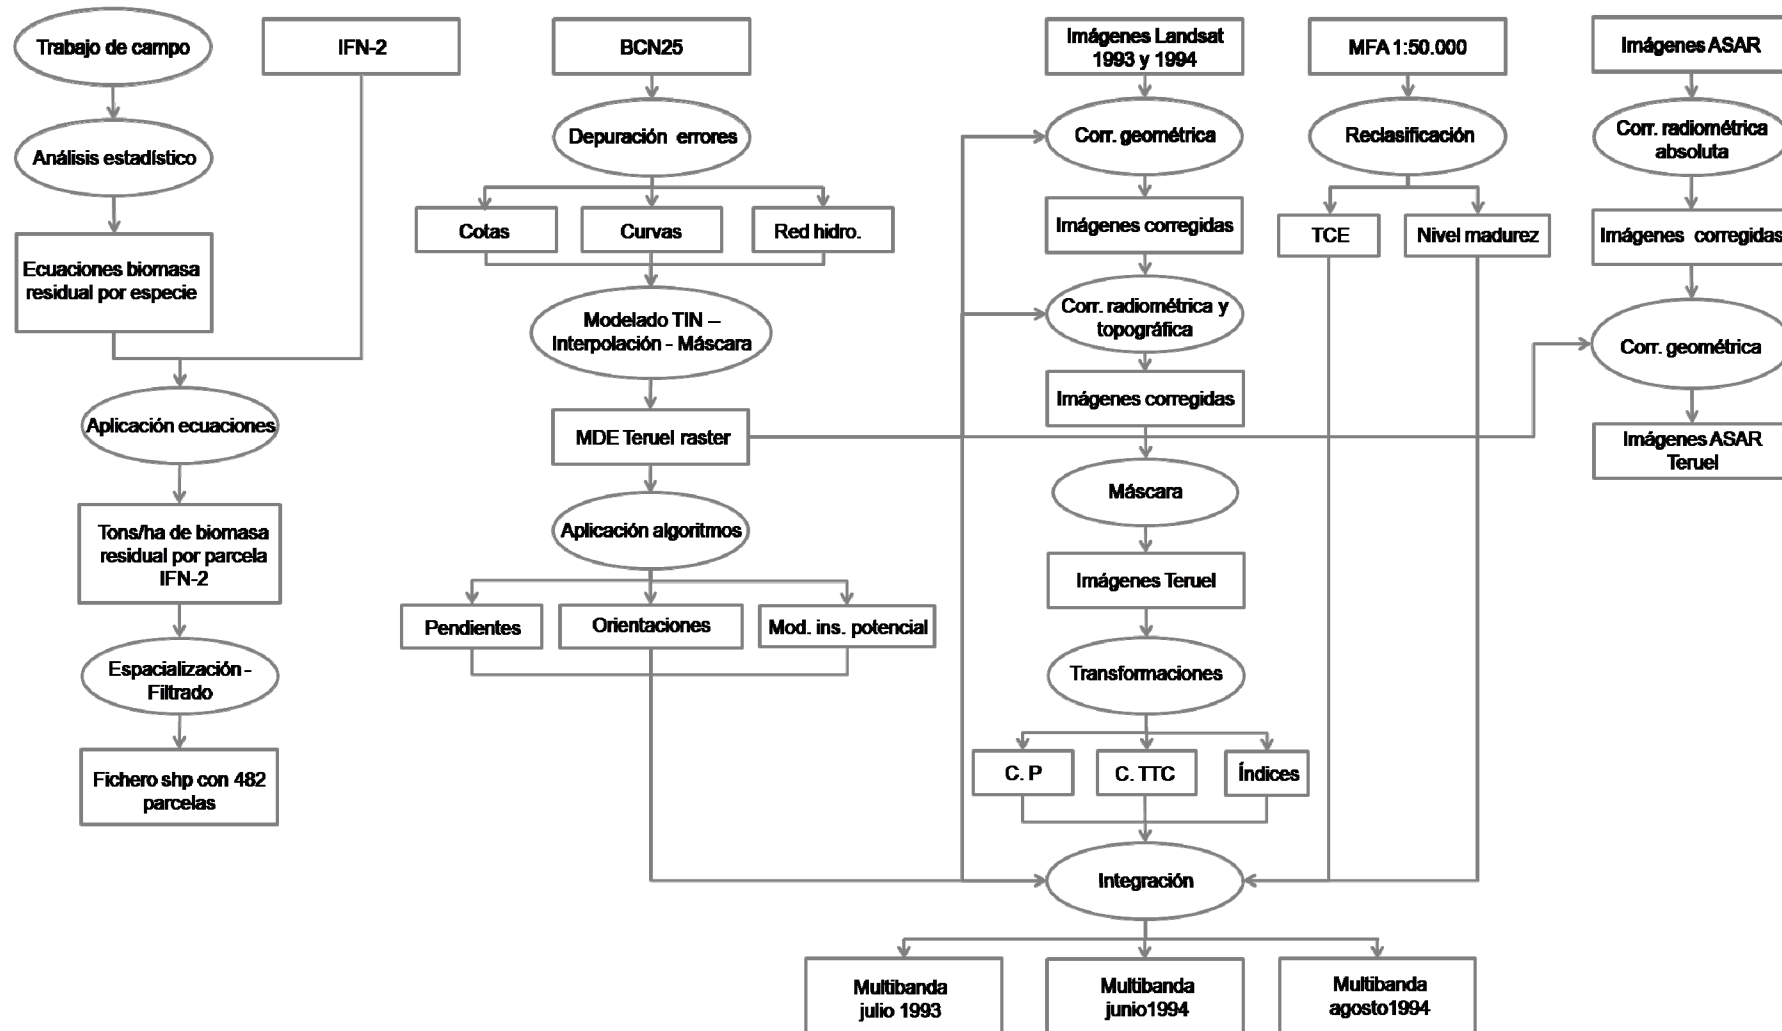 Trabajo de campo
IFN-2
BCN25
Imágenes Landsat
1993 y 1994
MFA 1:50.000
Imágenes ASAR
Análisis estadístico
Depuración errores
Corr. geométrica
Reclasificación
Corr. radiométrica
absoluta
Cotas
Curvas
Red hidro.
Imágenes corregidas
TCE
Nivel madurez
Imágenes corregidas
Ecuaciones biomasa
residual por especie
Modelado TIN –
Interpolación - Máscara
Corr. radiométrica y
topográfica
Corr. geométrica
Aplicación ecuaciones
MDE Teruel raster
Imágenes corregidas
Imágenes ASAR
Teruel
Tons/ha de biomasa
residual por parcela
IFN-2
Aplicación algoritmos
Máscara
Imágenes Teruel
Pendientes
Orientaciones
Mod. ins. potencial
Espacialización -
Filtrado
Transformaciones
Fichero shp con 482
parcelas
C. P
C. TTC
Índices
Integración
Multibanda
julio 1993
Multibanda
junio1994
Multibanda
agosto1994